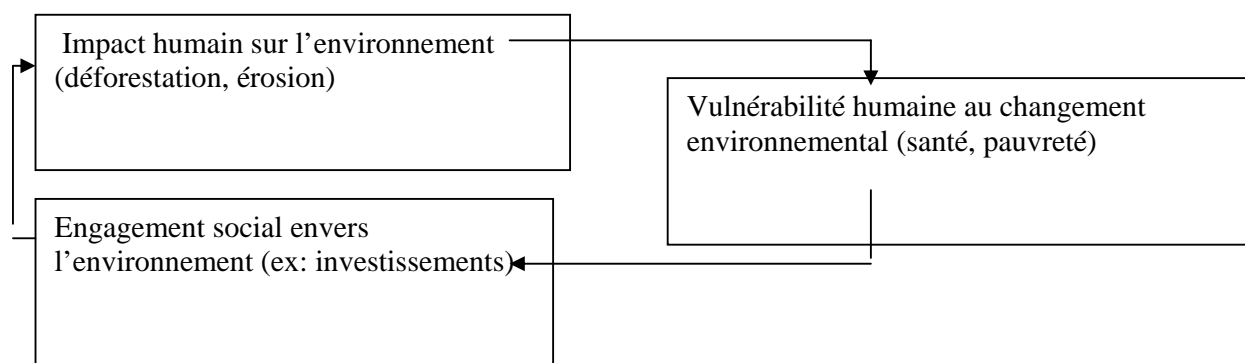 Impact humain sur l’environnement
(déforestation, érosion)
Vulnérabilité humaine au changement
environnemental (santé, pauvreté)
Engagement social envers
l’environnement (ex: investissements)